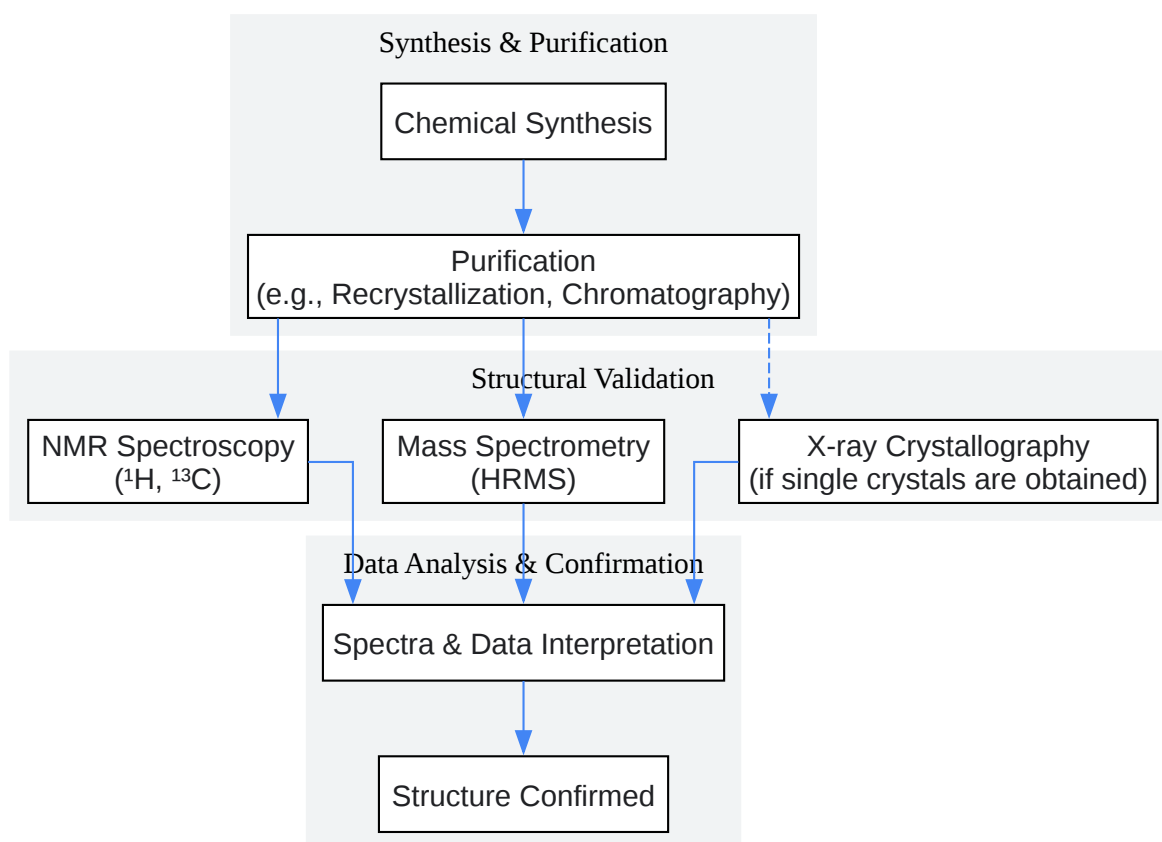 Synthesis & Purification
Chemical Synthesis
Purification
(e.g., Recrystallization, Chromatography)
Structural Validation
NMR Spectroscopy
(¹H, ¹³C)
Mass Spectrometry
(HRMS)
X-ray Crystallography
(if single crystals are obtained)
Data Analysis & Confirmation
Spectra & Data Interpretation
Structure Confirmed